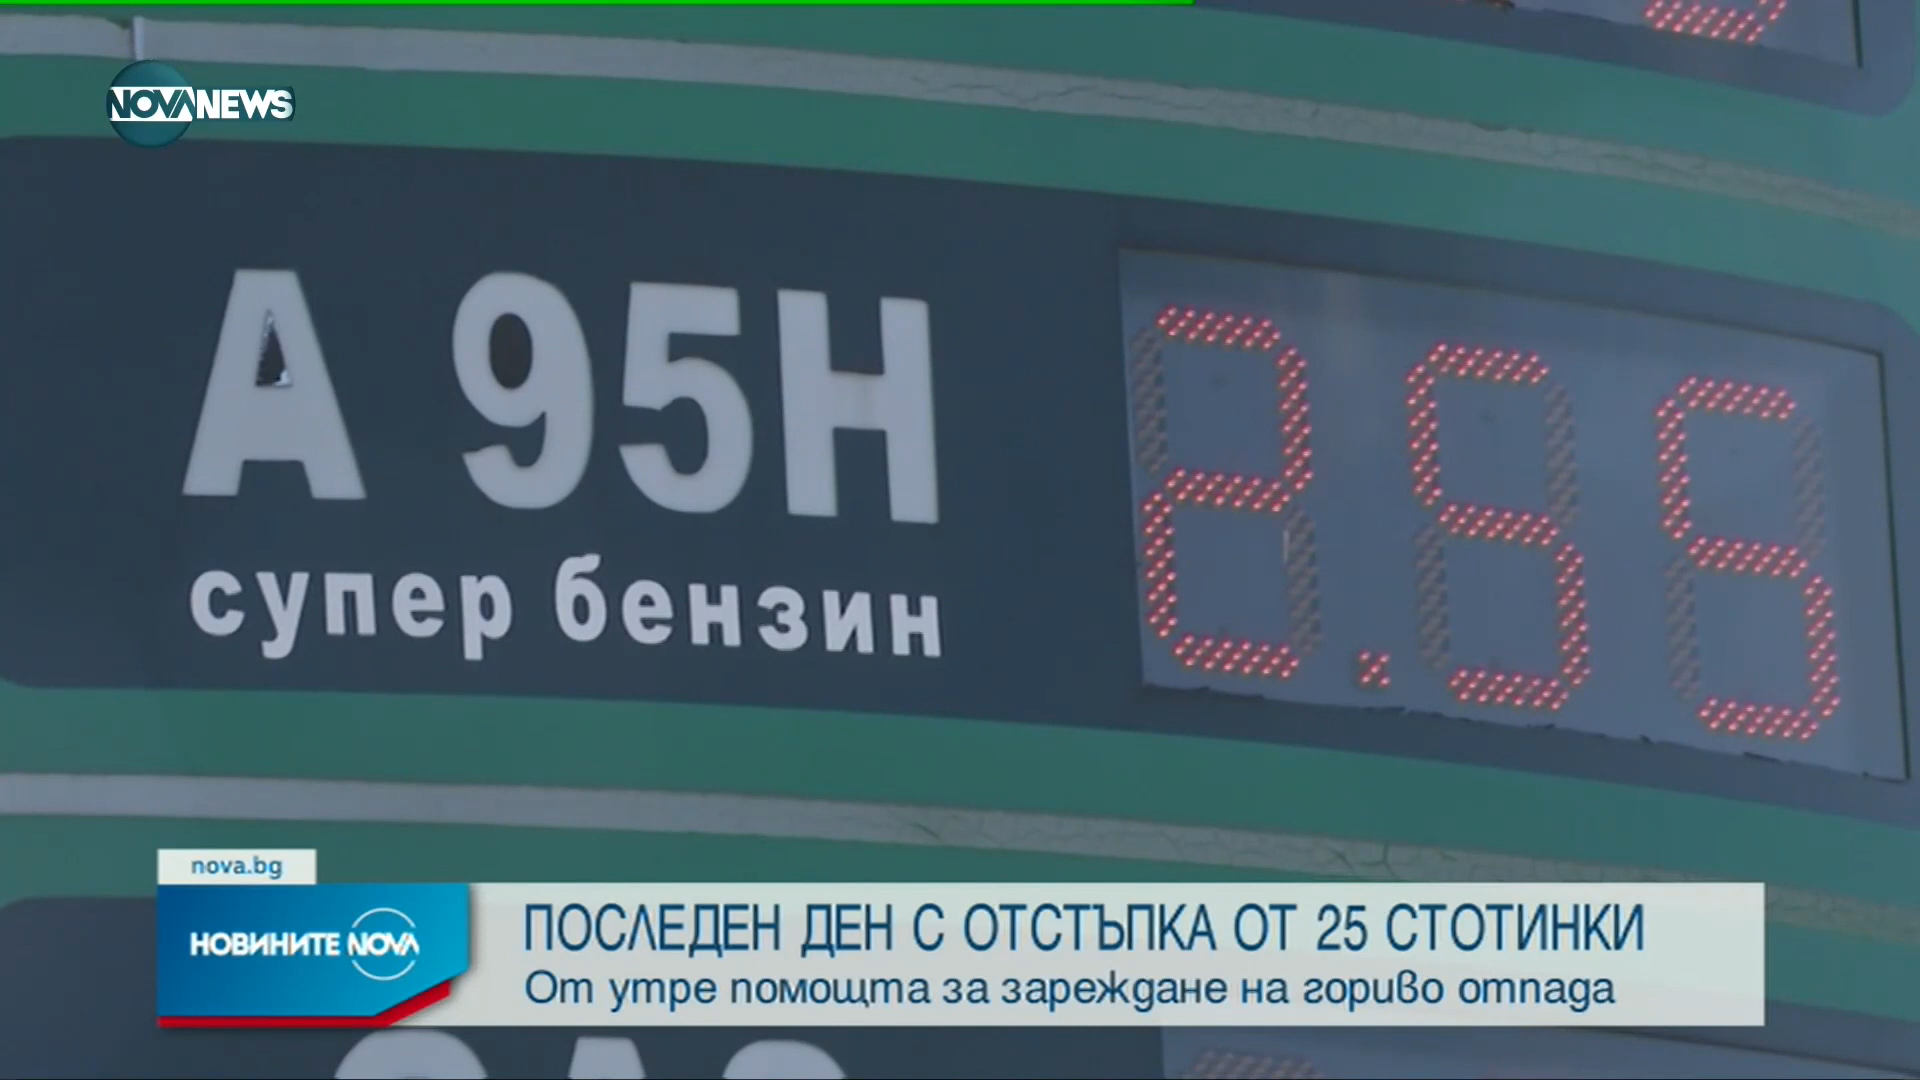 NOVANEWS
A 95H
супер бензин
2.55
nova.bg
НОВИНИТЕ NOVA
ПОСЛЕДЕН ДЕН С ОТСТЪПКА ОТ 25 СТОТИНКИ
От утре помощта за зареждане на гориво отпада